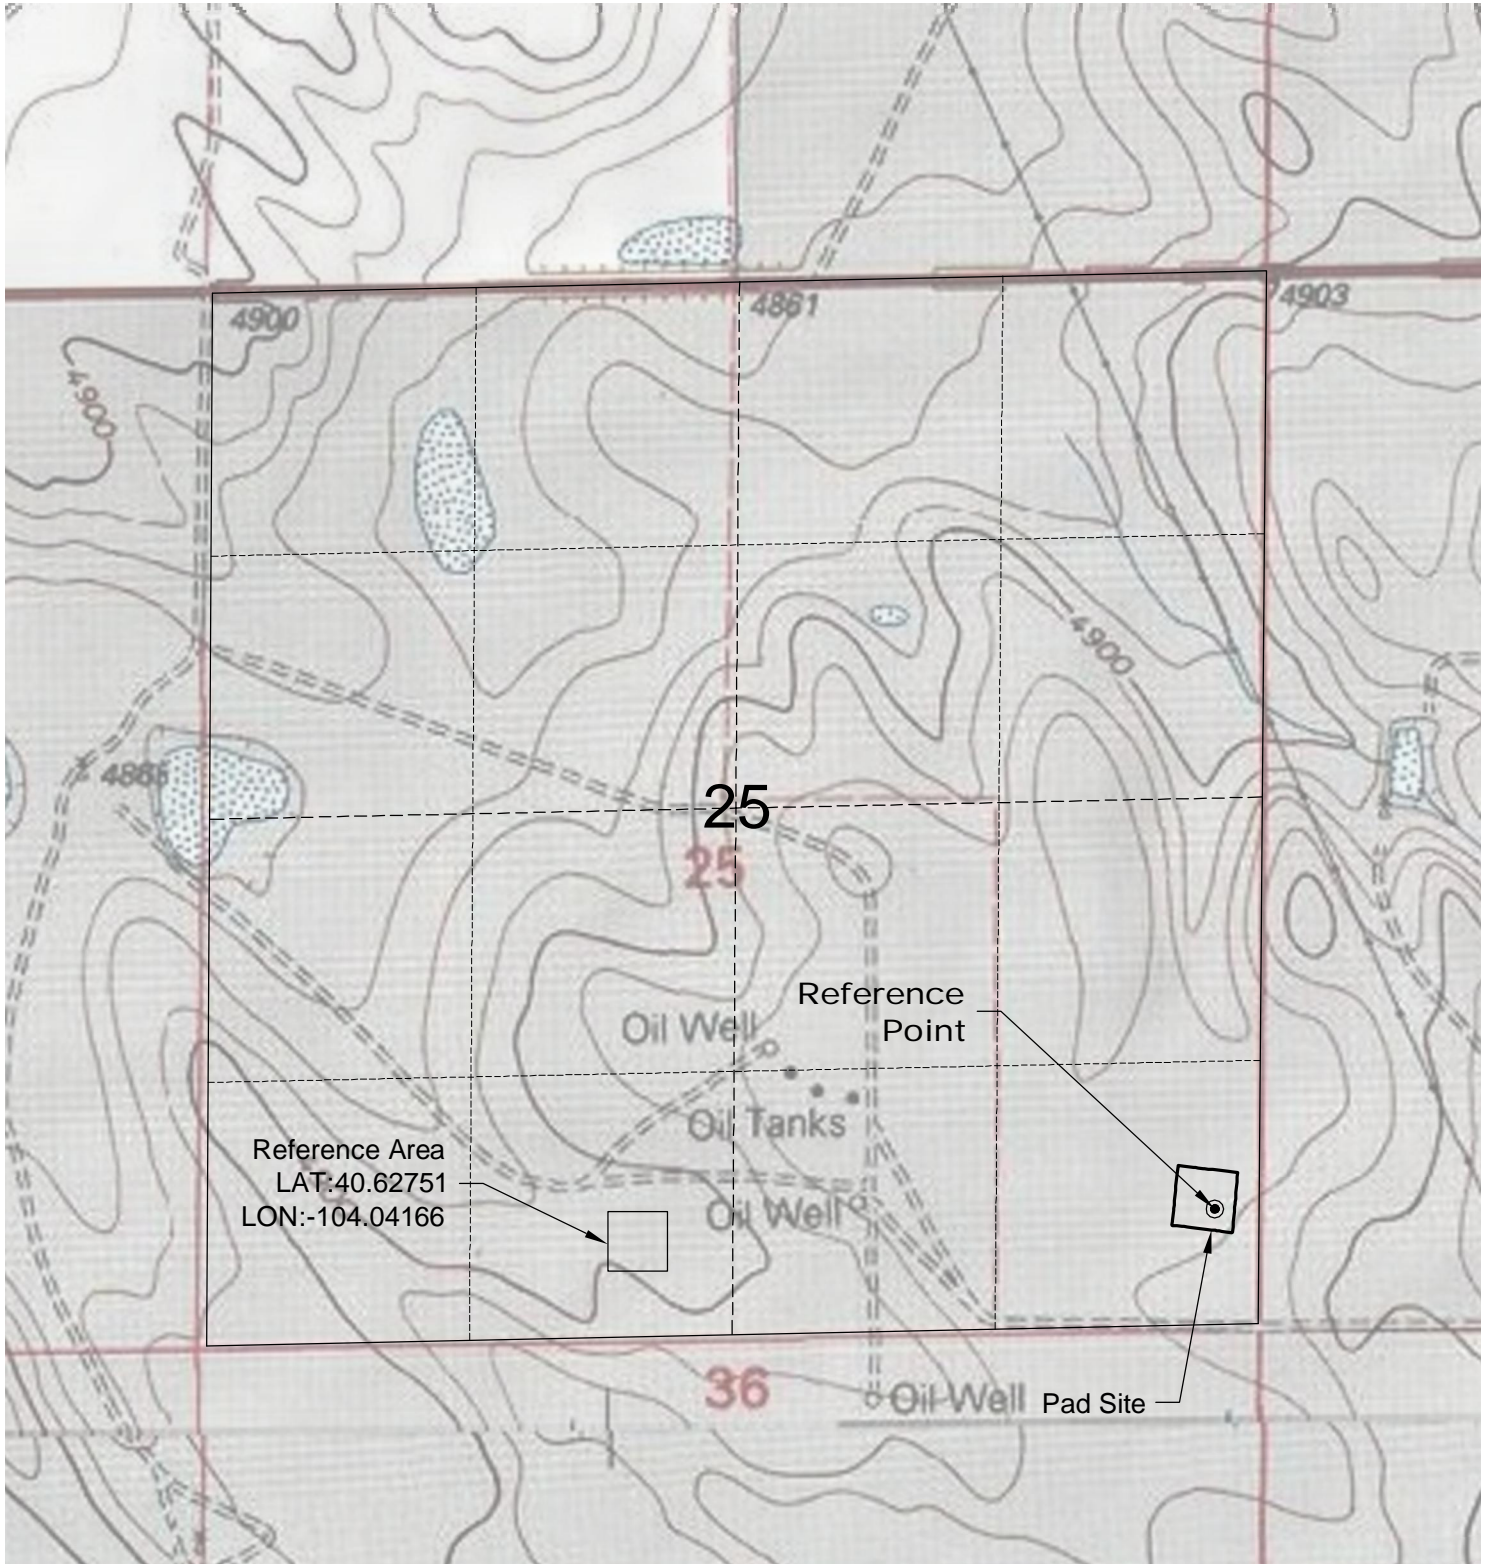 4900
4861
4903
4900
4900
4865
25
25
Reference
Point
Oil Well
Oil Tanks
Reference Area
LAT:40.62751
LON:-104.04166
Oil Well
36
Oil Well
Pad Site